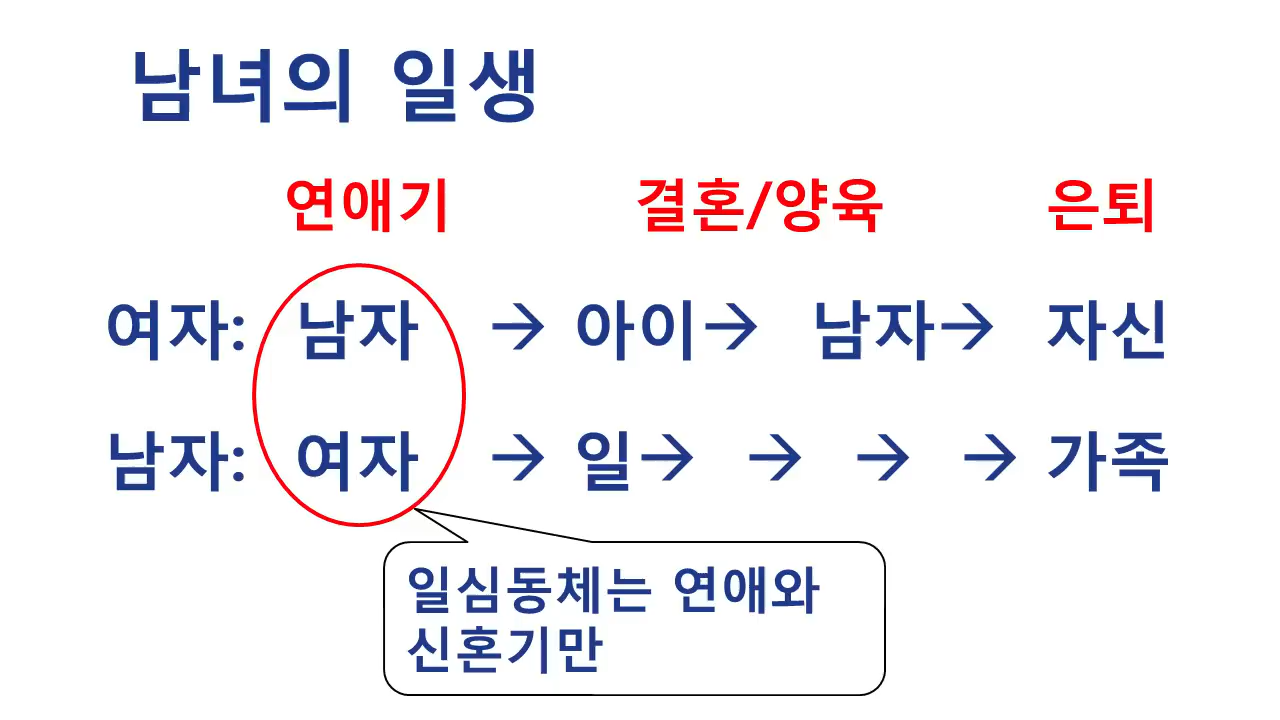 남녀의 일생
연애기 결혼/양육 은퇴
여자: 남자 → 아이→ 남자→ 자신
남자: 여자 → 일→ → → → 가족
일심동체는 연애와
신혼기만